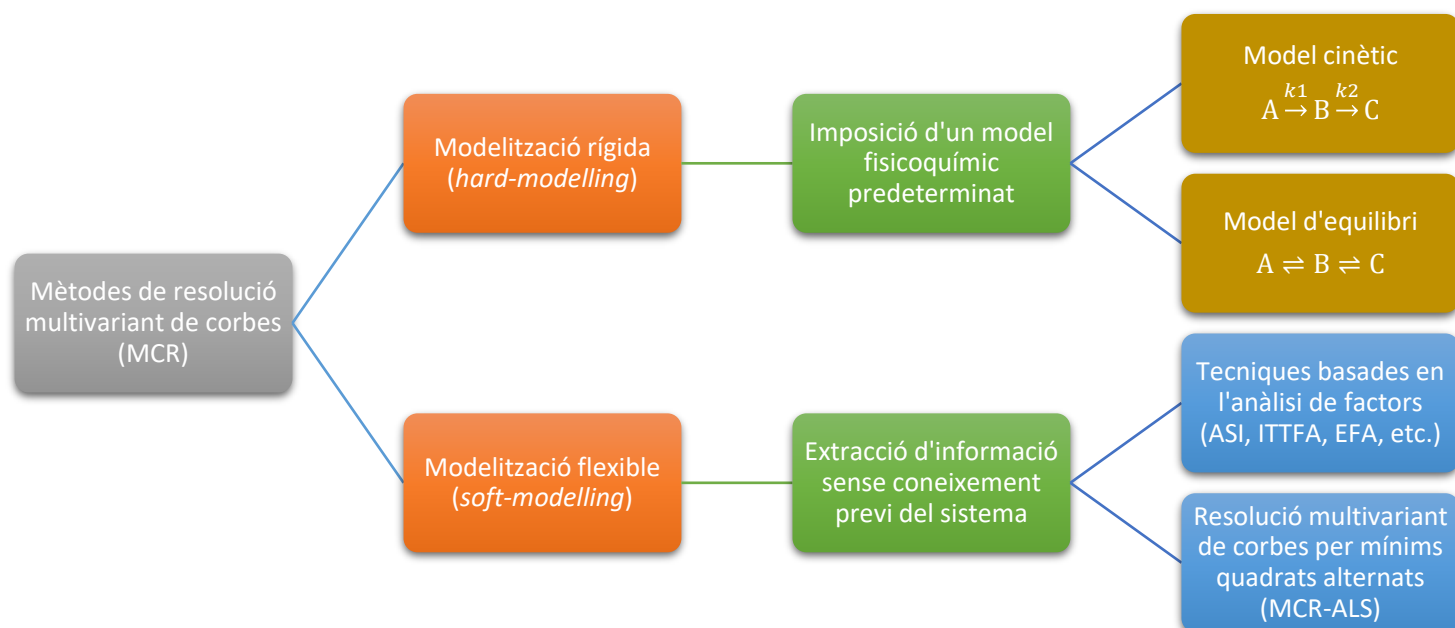 Mètodes de resolució
multivariant de corbes
(MCR)
Modelització rígida
(hard-modelling)
Imposició d'un model
fisicoquímic
predeterminat
Model cinètic
k1 k2
A → B → C
Model d'equilibri
A ⇌ B ⇌ C
Modelització flexible
(soft-modelling)
Extracció d'informació
sense coneixement
previ del sistema
Tecniques basades en
l'anàlisi de factors
(ASI, ITTFA, EFA, etc.)
Resolució multivariant
de corbes per mínims
quadrats alternats
(MCR-ALS)